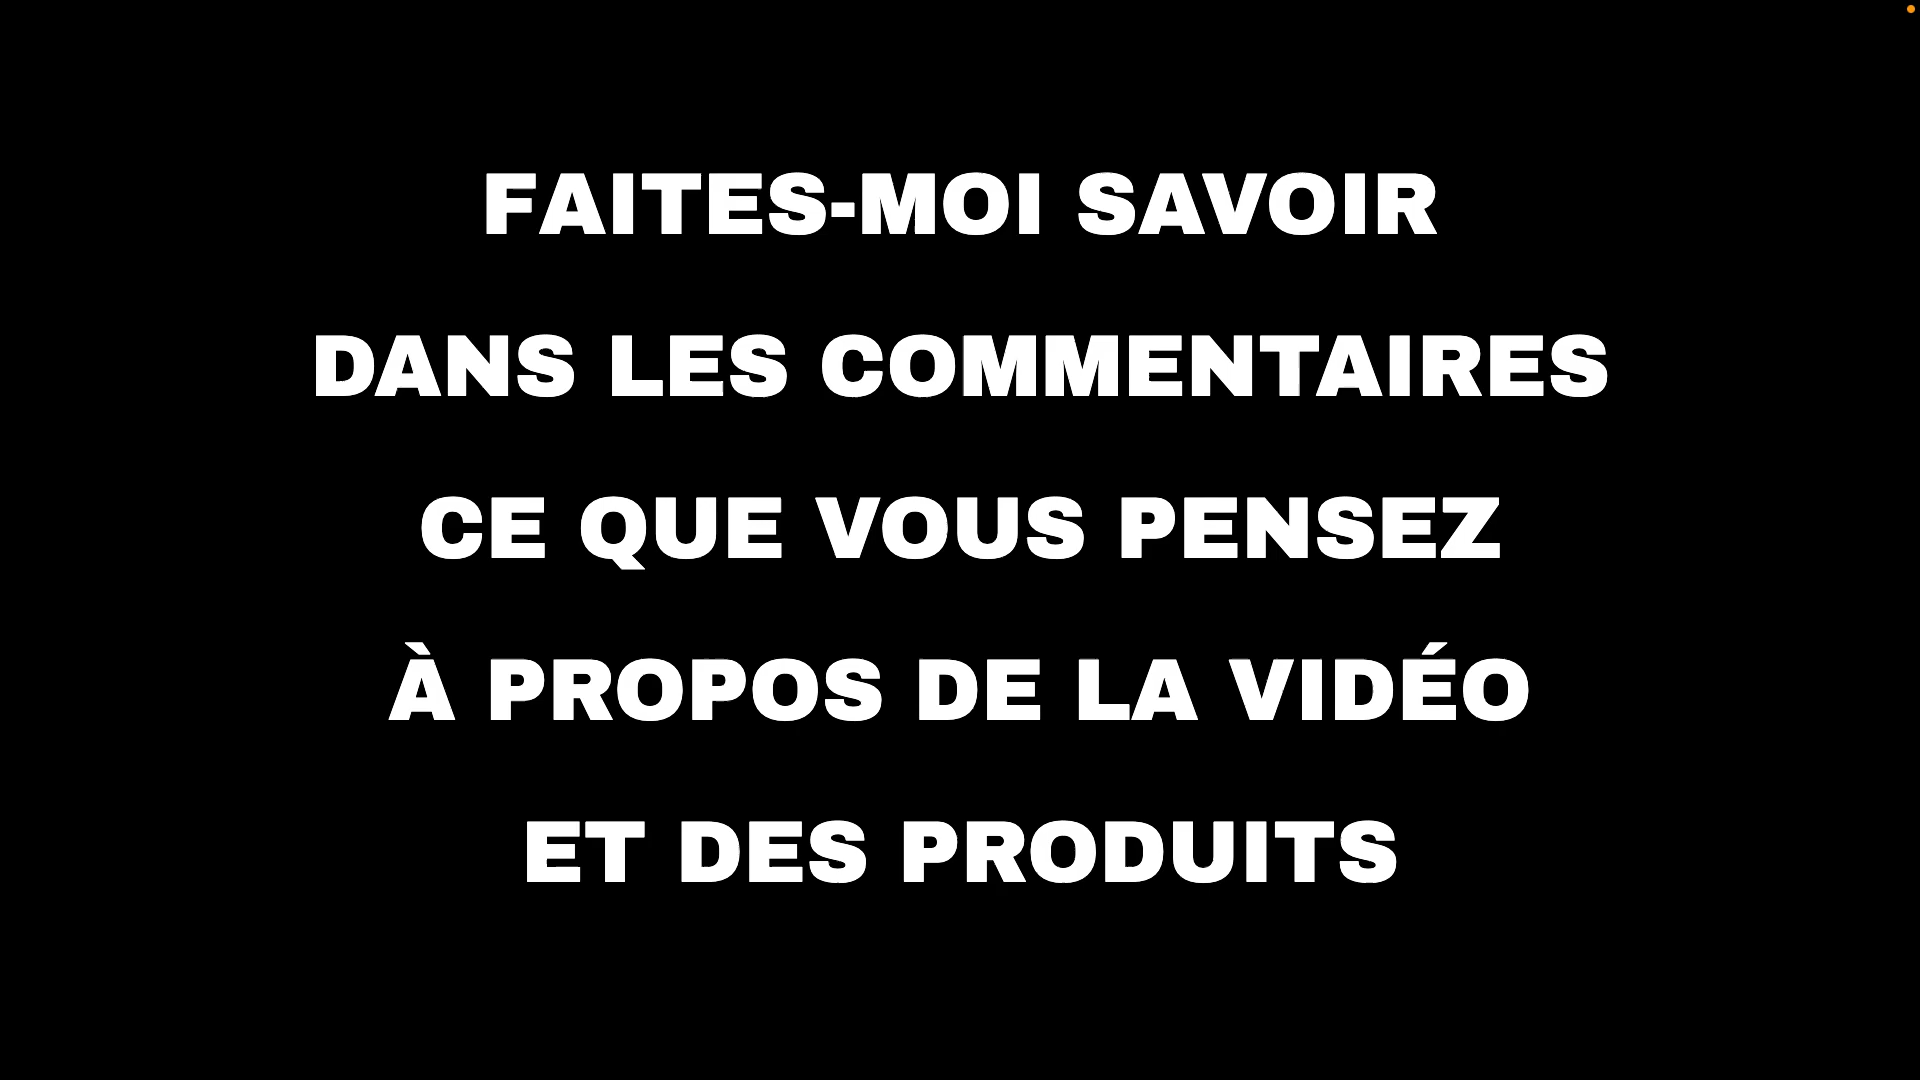 FAITES-MOI SAVOIR
DANS LES COMMENTAIRES
CE QUE VOUS PENSEZ
À PROPOS DE LA VIDÉO
ET DES PRODUITS